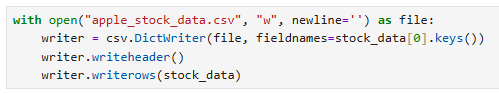 with open("apple_stock_data.csv", "w", newline='') as file:
    writer = csv.DictWriter(file, fieldnames=stock_data[0].keys())
    writer.writeheader()
    writer.writerows(stock_data)